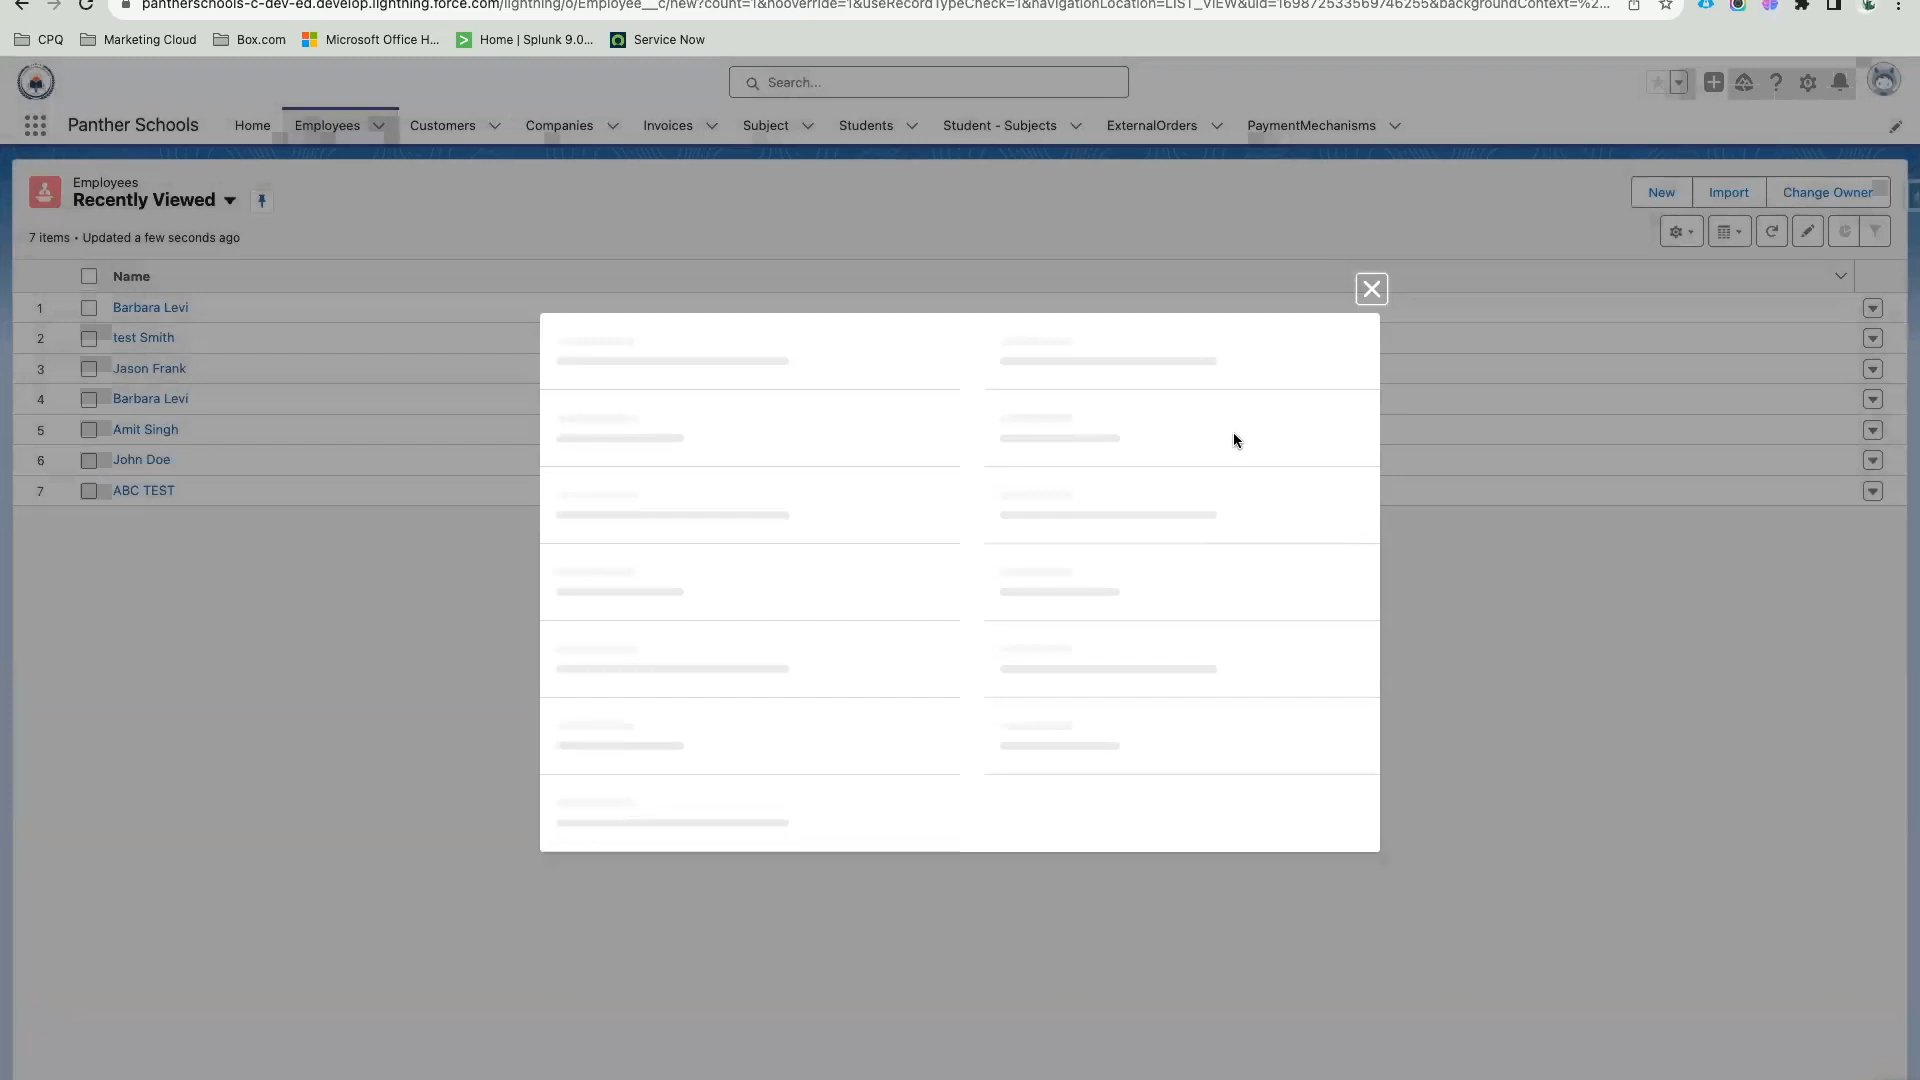 pantherschools-c-dev-ed.develop.lightning.force.com/lightning/o/Employee__c/new?count=1&nooverride=1&useRecordTypeCheck=1&navigationLocation=LIST_VIEW&uid=169872533569746255&backgroundContext=%2...
CPQ Marketing Cloud Box.com Microsoft Office H... Home | Splunk 9.0... Service Now
Search...
Panther Schools Home Employees Customers Companies Invoices Subject Students Student - Subjects ExternalOrders PaymentMechanisms
Employees
Recently Viewed
New Import Change Owner
7 items • Updated a few seconds ago
Name
1 Barbara Levi
2 test Smith
3 Jason Frank
4 Barbara Levi
5 Amit Singh
6 John Doe
7 ABC TEST